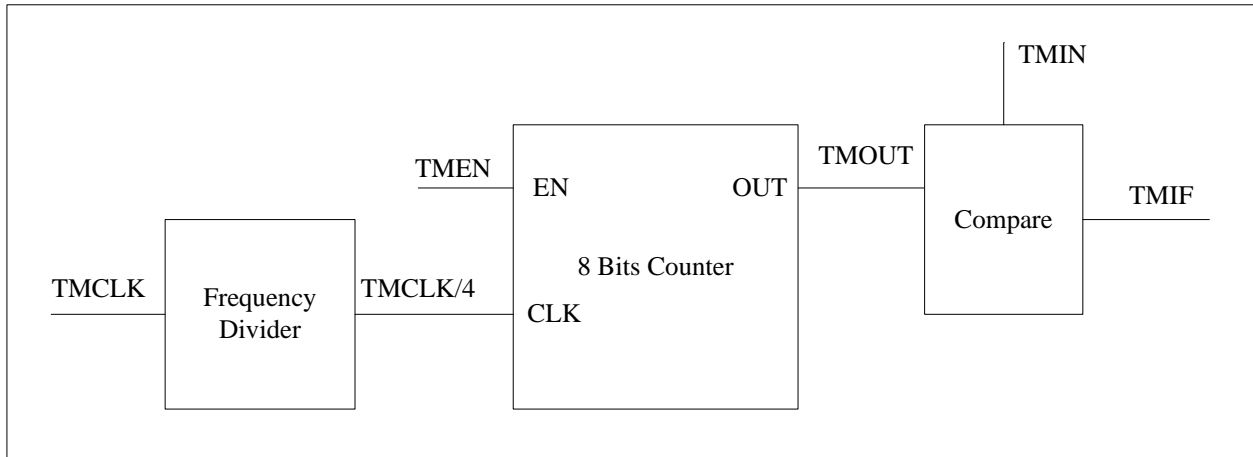 TMIN
TMEN
TMOUT
EN
OUT
TMIF
Compare
8 Bits Counter
TMCLK
Frequency
Divider
TMCLK/4
CLK